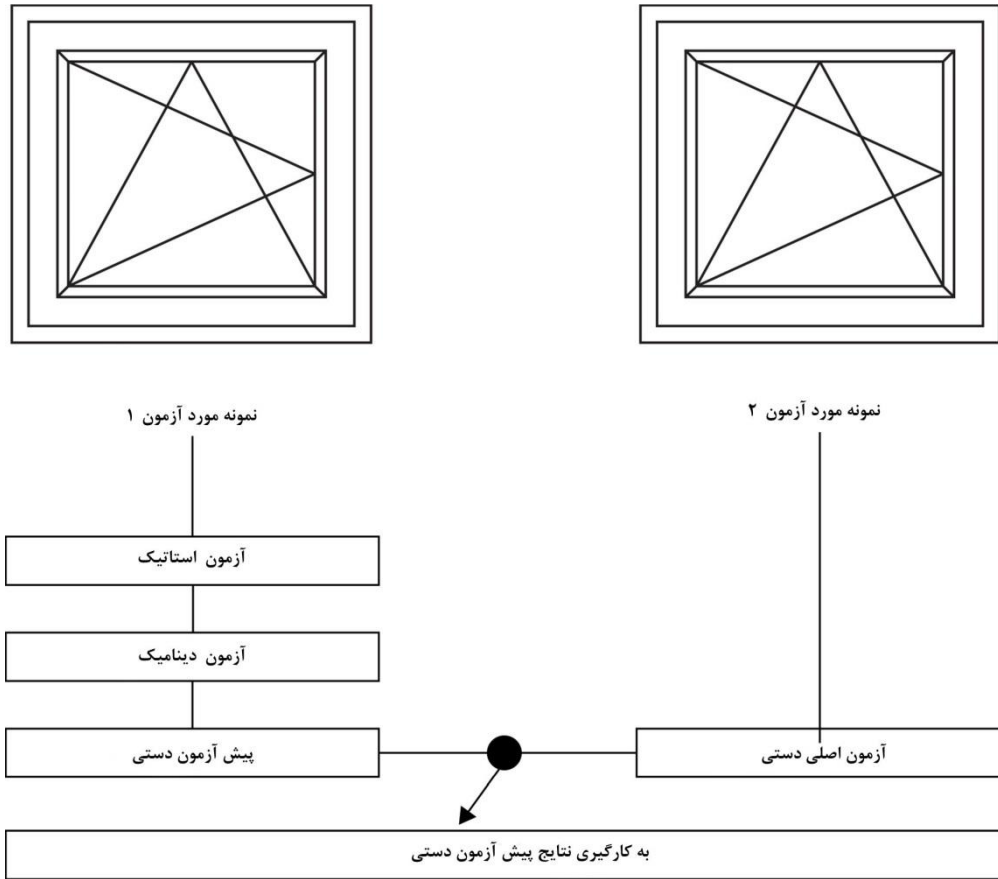 نمونه مورد آزمون ۱
نمونه مورد آزمون ۲
آزمون استاتیک
آزمون دینامیک
پیش آزمون دستی
آزمون اصلی دستی
به کارگیری نتایج پیش آزمون دستی